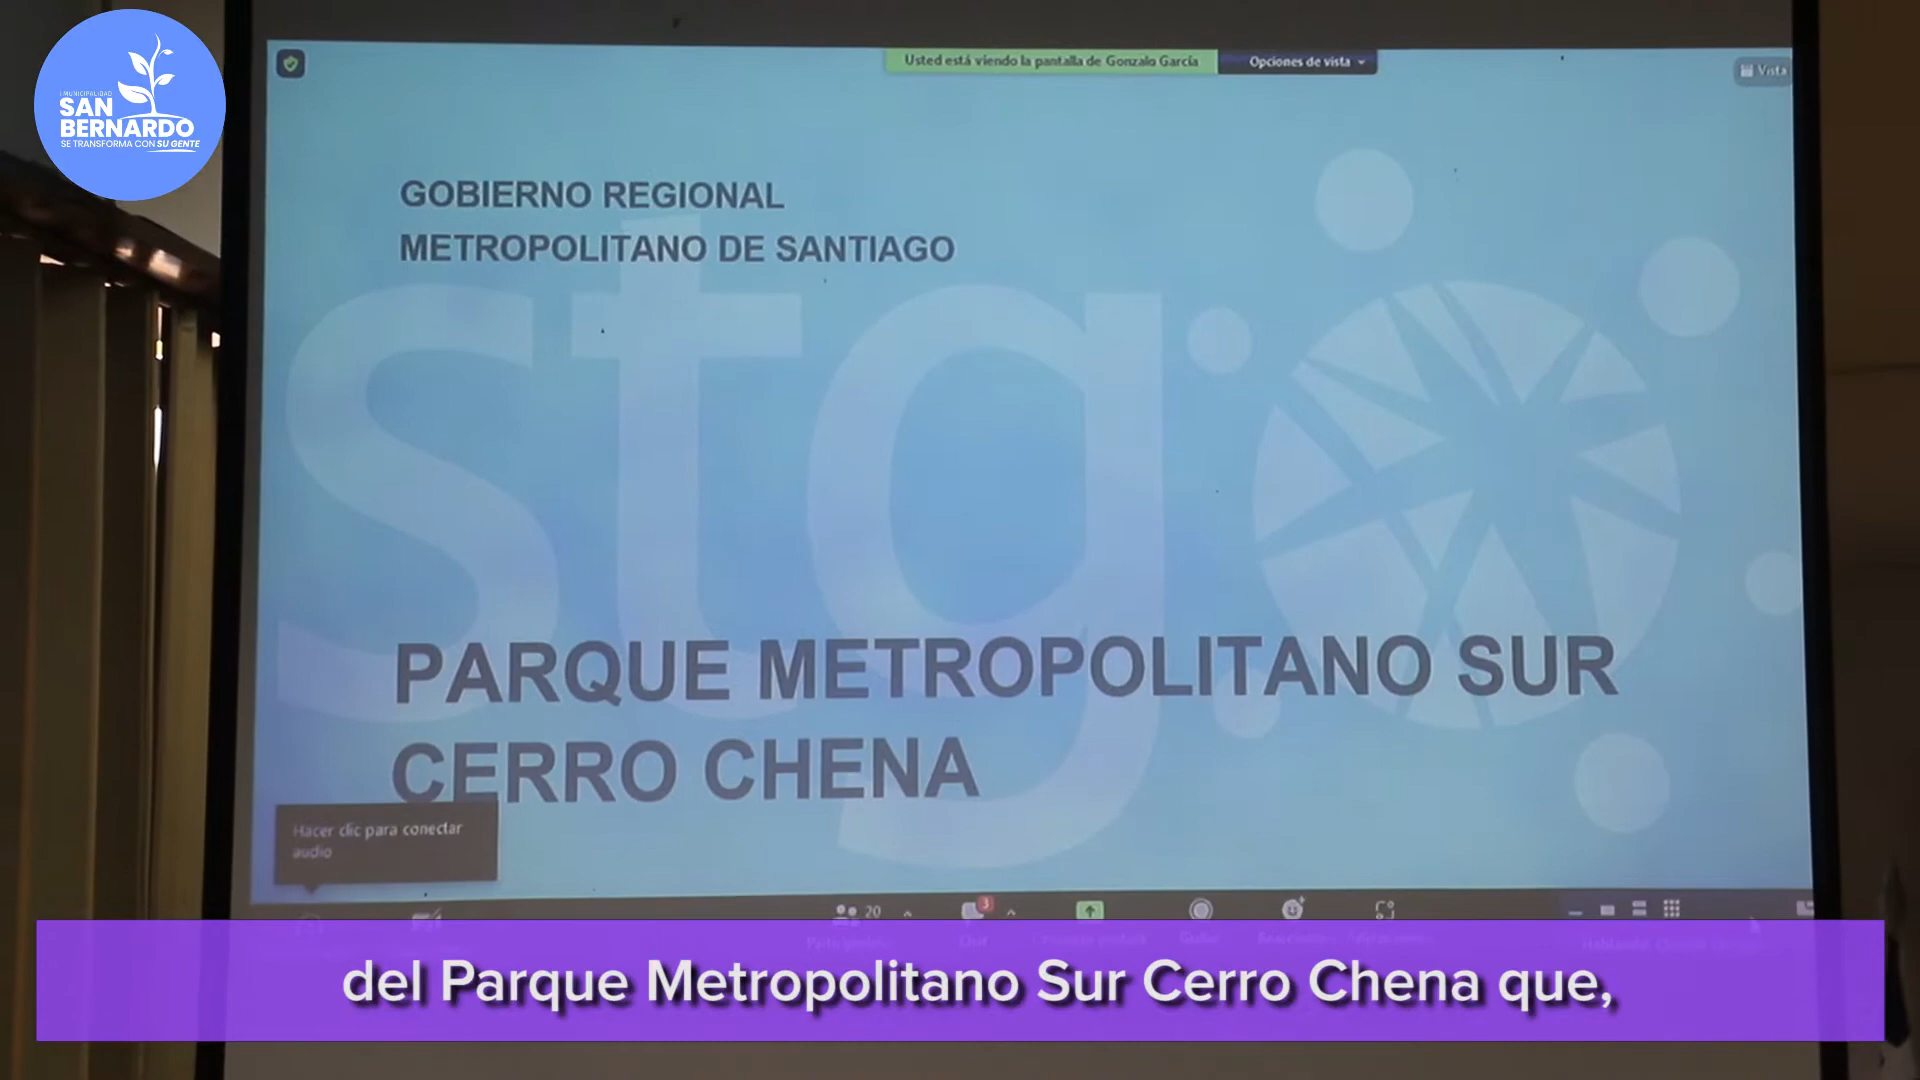 I MUNICIPALIDAD
SAN
BERNARDO
SE TRANSFORMA CON SU GENTE
Usted está viendo la pantalla de Gonzalo García
Opciones de vista
Vista
GOBIERNO REGIONAL
METROPOLITANO DE SANTIAGO
stg
PARQUE METROPOLITANO SUR
CERRO CHENA
Hacer clic para conectar
audio
20
3
del Parque Metropolitano Sur Cerro Chena que,